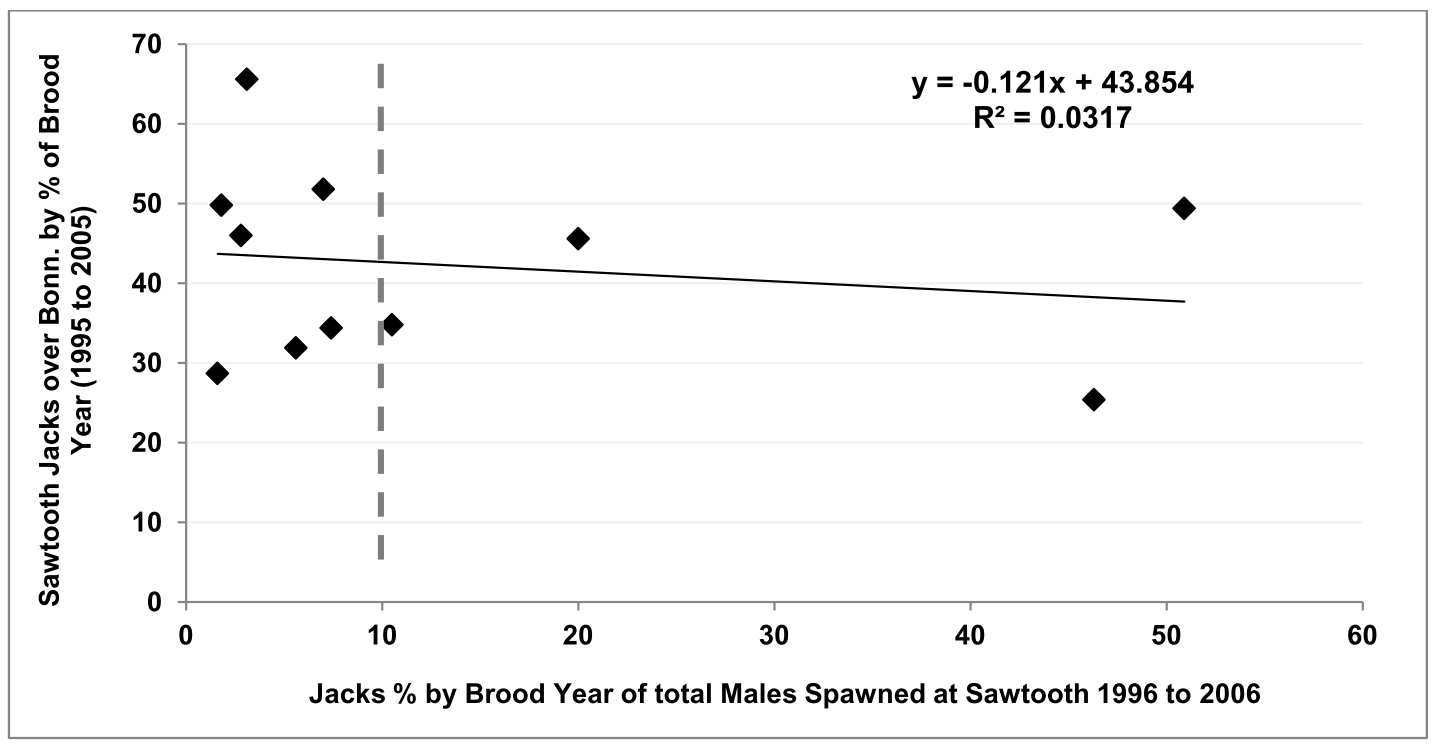 Sawtooth Jacks over Bonn. by % of Brood
Year (1995 to 2005)
70
60
50
40
30
20
10
0
y = -0.121x + 43.854
R² = 0.0317
0 10 20 30 40 50 60
Jacks % by Brood Year of total Males Spawned at Sawtooth 1996 to 2006